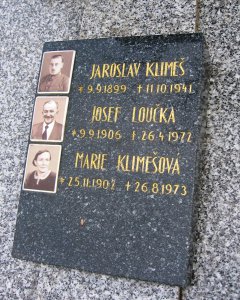 JAROSLAV KLIMEŠ
*9.9.1899 †11.10.1941
JOSEF LOUČKA
*9.9.1906 †26.4.1972
MARIE KLIMEŠOVÁ
*25.11.1907 †26.8.1973